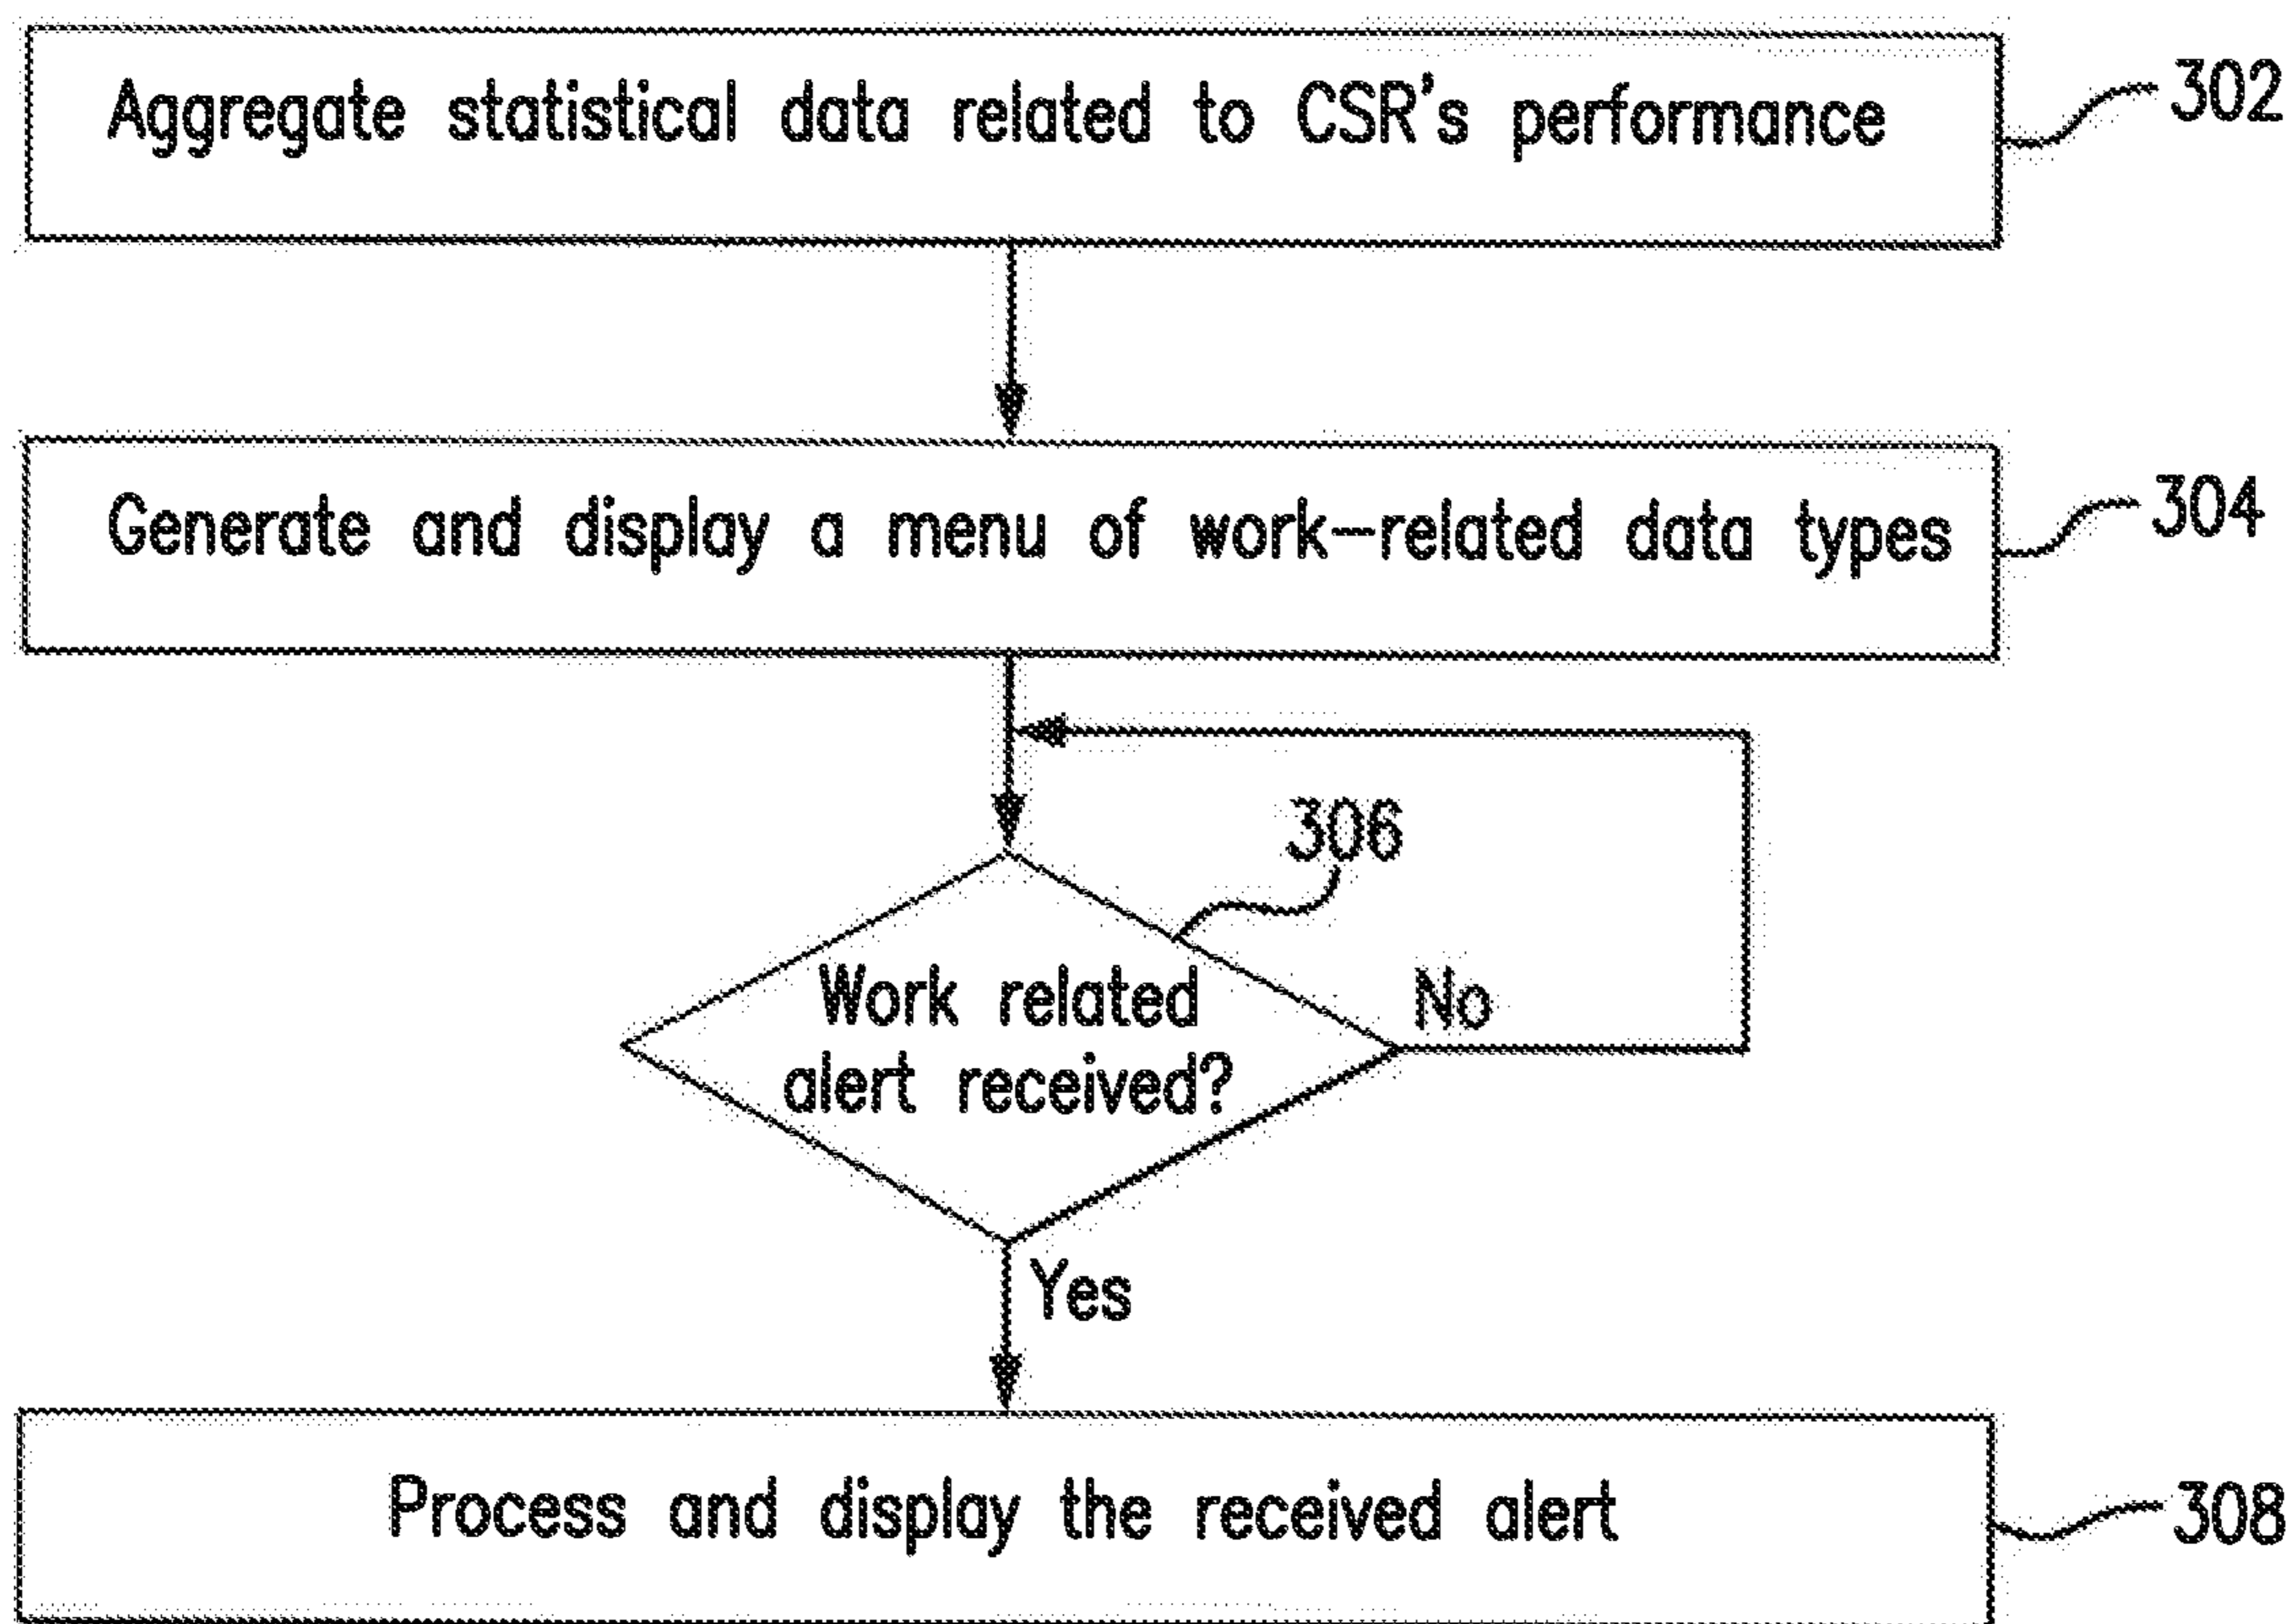 Aggregate statistical data related to CSR's performance
302
Generate and display a menu of work-related data types
304
306
Work related
alert received?
No
Yes
Process and display the received alert
308